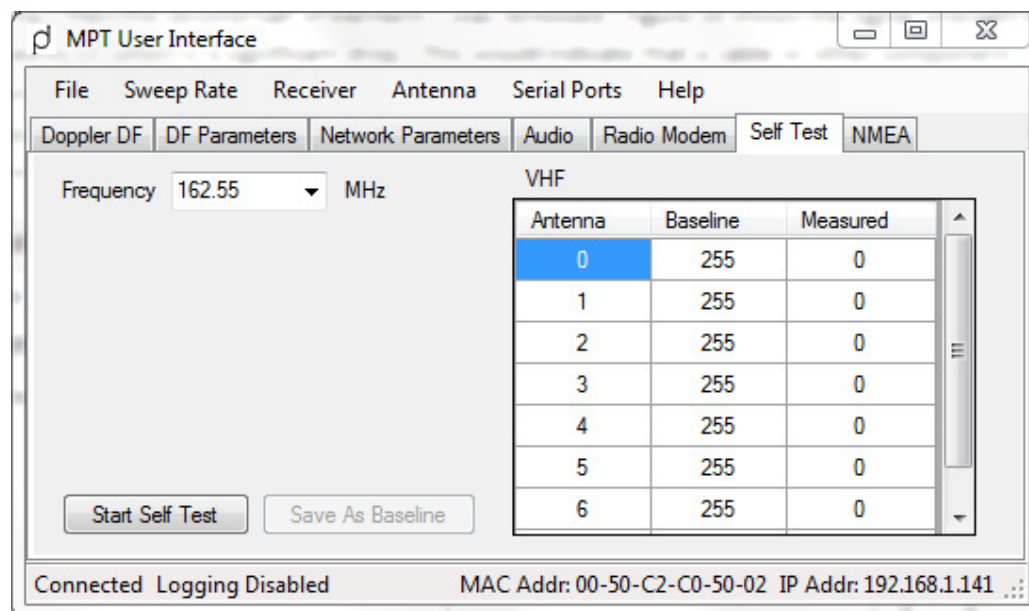 MPT User Interface
File Sweep Rate Receiver Antenna Serial Ports Help
Doppler DF DF Parameters Network Parameters Audio Radio Modem Self Test NMEA
Frequency 162.55 MHz
VHF
Antenna Baseline Measured
0 255 0
1 255 0
2 255 0
3 255 0
4 255 0
5 255 0
6 255 0
Start Self Test Save As Baseline
Connected Logging Disabled MAC Addr: 00-50-C2-C0-50-02 IP Addr: 192.168.1.141